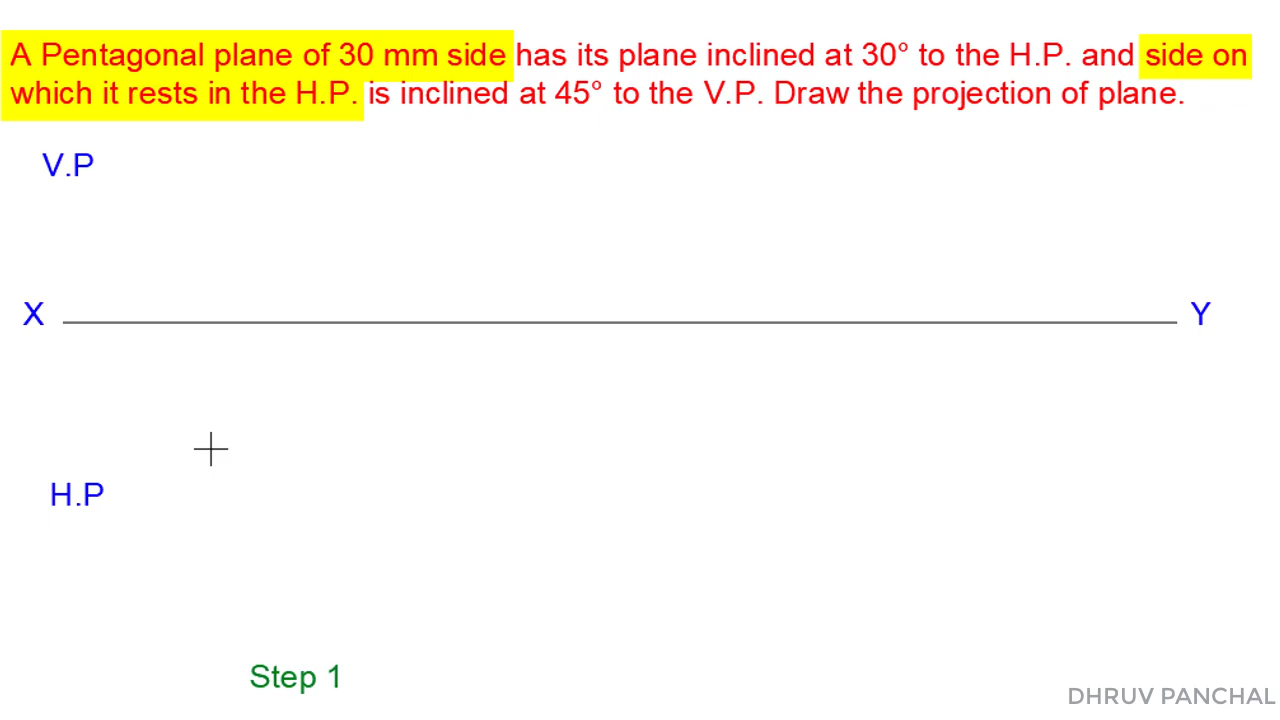 A Pentagonal plane of 30 mm side has its plane inclined at 30° to the H.P. and side on
which it rests in the H.P. is inclined at 45° to the V.P. Draw the projection of plane.
V.P
X
Y
H.P
Step 1
DHRUV PANCHAL